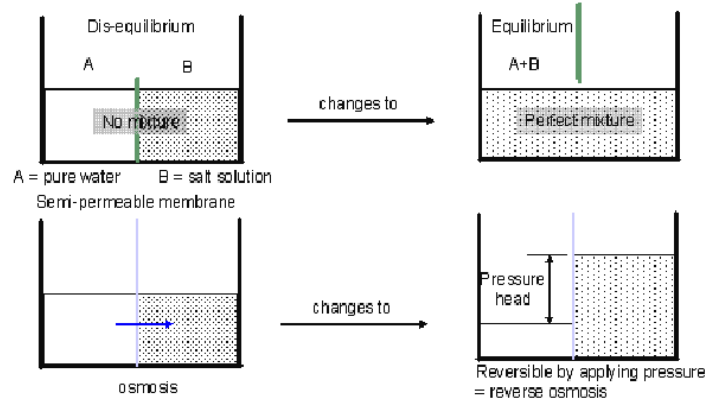 Dis-equilibrium
A
B
No mixture
changes to
Equilibrium
A+B
Perfect mixture
A = pure water
B = salt solution
Semi-permeable membrane
changes to
Pressure
head
osmosis
Reversible by applying pressure
= reverse osmosis